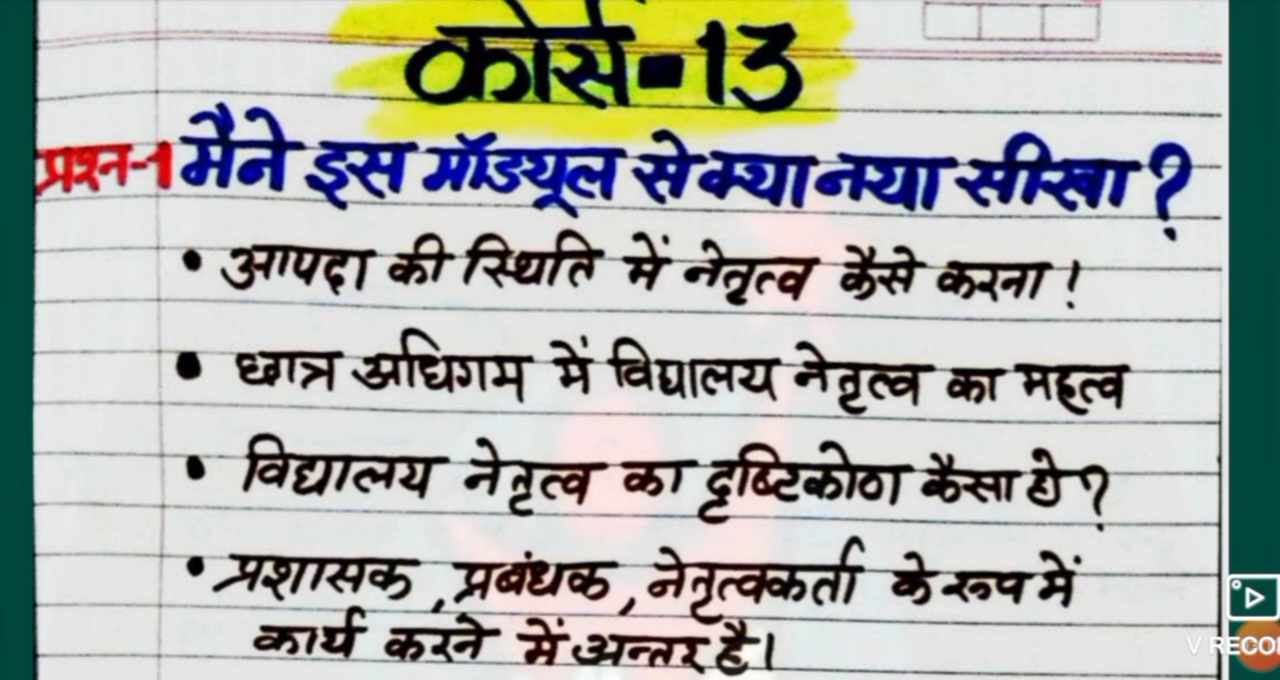 कोर्स-13
प्रश्न-1 मैने इस मॉड्यूल से क्या नया सीखा ?
• आपदा की स्थिति में नेतृत्व कैसे करना !
• छात्र अधिगम में विद्यालय नेतृत्व का महत्व
• विद्यालय नेतृत्व का दृष्टिकोण कैसा हो ?
• प्रशासक , प्रबंधक , नेतृत्वकर्ता के रूप में
कार्य करने में अन्तर है।
V RECO